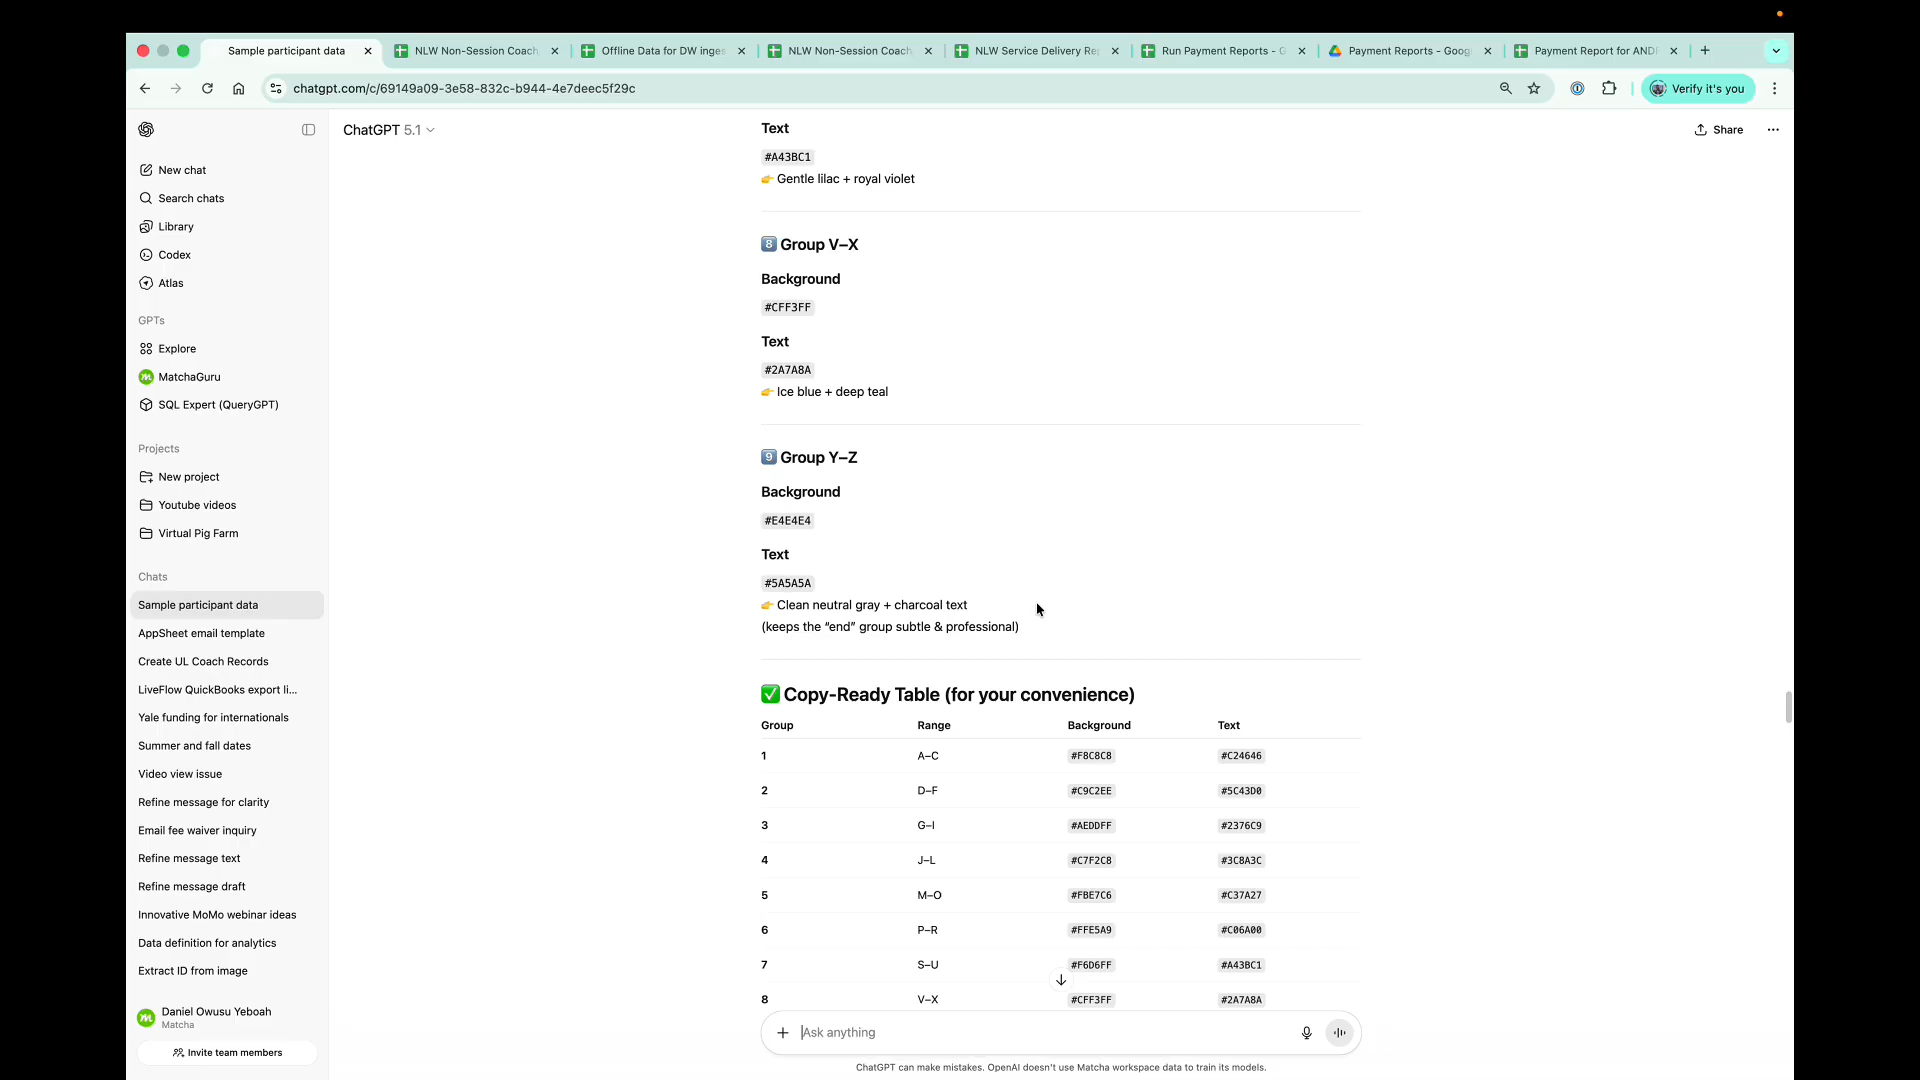 Sample participant data
NLW Non-Session Coach
Offline Data for DW inges
NLW Non-Session Coach
NLW Service Delivery Re
Run Payment Reports - G
Payment Reports - Goog
Payment Report for AND
chatgpt.com/c/69149a09-3e58-832c-b944-4e7deec5f29c
Verify it's you
ChatGPT 5.1
Share
New chat
Search chats
Library
Codex
Atlas
GPTs
Explore
MatchaGuru
SQL Expert (QueryGPT)
Projects
New project
Youtube videos
Virtual Pig Farm
Chats
Sample participant data
AppSheet email template
Create UL Coach Records
LiveFlow QuickBooks export li...
Yale funding for internationals
Summer and fall dates
Video view issue
Refine message for clarity
Email fee waiver inquiry
Refine message text
Refine message draft
Innovative MoMo webinar ideas
Data definition for analytics
Extract ID from image
Daniel Owusu Yeboah
Matcha
Invite team members
Text
#A43BC1
👉 Gentle lilac + royal violet
8 Group V–X
Background
#CFF3FF
Text
#2A7A8A
👉 Ice blue + deep teal
9 Group Y–Z
Background
#E4E4E4
Text
#5A5A5A
👉 Clean neutral gray + charcoal text
(keeps the “end” group subtle & professional)
✅ Copy-Ready Table (for your convenience)
Group Range Background Text
1 A–C #F8C8C8 #C24646
2 D–F #C9C2EE #5C43D0
3 G–I #AEDDFF #2376C9
4 J–L #C7F2C8 #3C8A3C
5 M–O #FBE7C6 #C37A27
6 P–R #FFE5A9 #C06A00
7 S–U #F6D6FF #A43BC1
8 V–X #CFF3FF #2A7A8A
Ask anything
ChatGPT can make mistakes. OpenAI doesn't use Matcha workspace data to train its models.